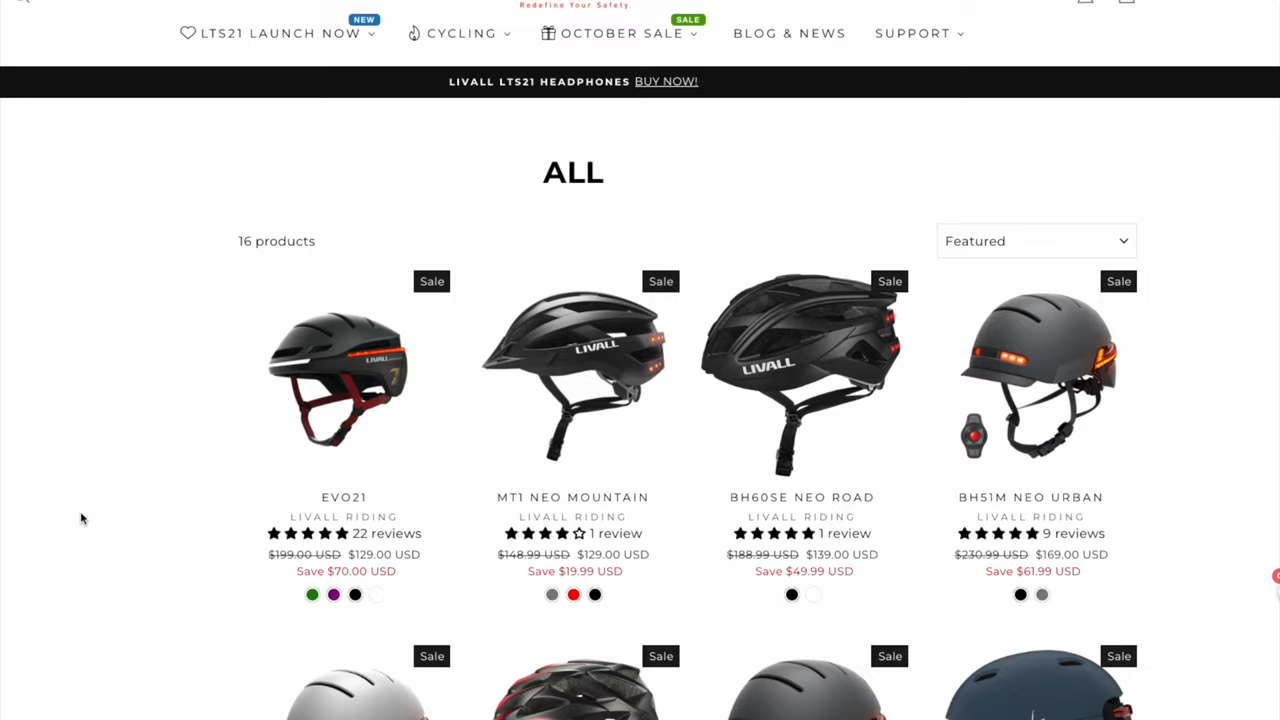 Redefine Your Safety
NEW
SALE
LTS21 LAUNCH NOW
CYCLING
OCTOBER SALE
BLOG & NEWS
SUPPORT
LIVALL LTS21 HEADPHONES BUY NOW!
ALL
16 products
Featured
Sale
Sale
Sale
Sale
LIVALL
7
LIVALL
LIVALL
EVO21
MT1 NEO MOUNTAIN
BH60SE NEO ROAD
BH51M NEO URBAN
LIVALL RIDING
LIVALL RIDING
LIVALL RIDING
LIVALL RIDING
22 reviews
1 review
1 review
9 reviews
$199.00 USD $129.00 USD
$148.99 USD $129.00 USD
$188.99 USD $139.00 USD
$230.99 USD $169.00 USD
Save $70.00 USD
Save $19.99 USD
Save $49.99 USD
Save $61.99 USD
Sale
Sale
Sale
Sale